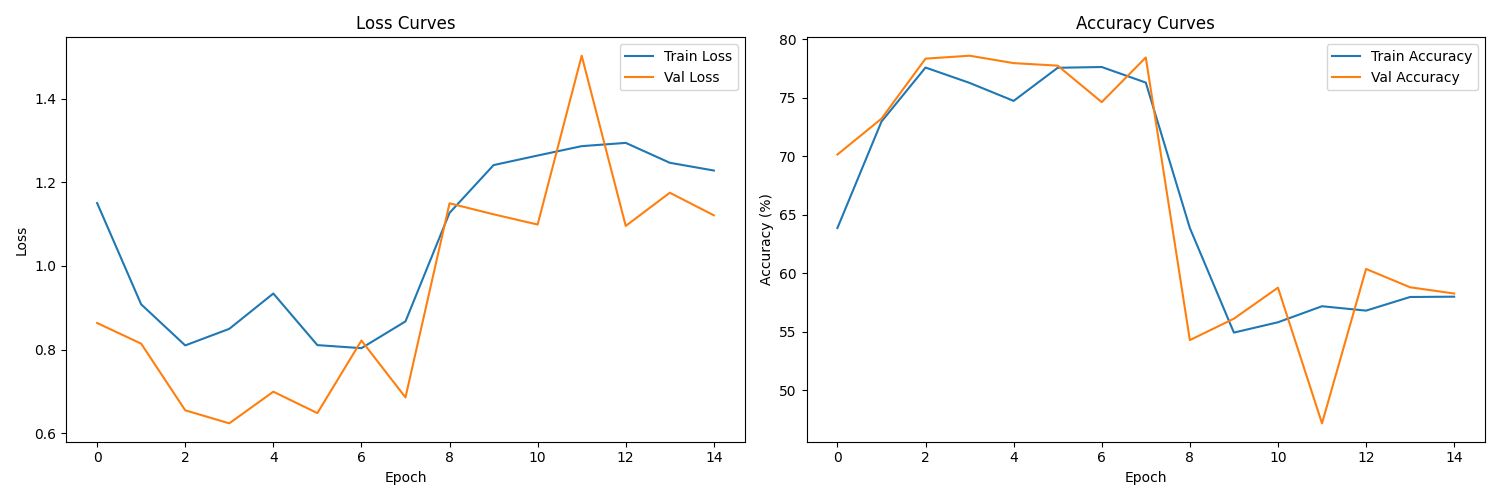 Loss Curves
Train Loss
Val Loss
1.4
1.2
1.0
0.8
0.6
Loss
0 2 4 6 8 10 12 14
Epoch
Accuracy Curves
Train Accuracy
Val Accuracy
80
75
70
65
60
55
50
Accuracy (%)
0 2 4 6 8 10 12 14
Epoch